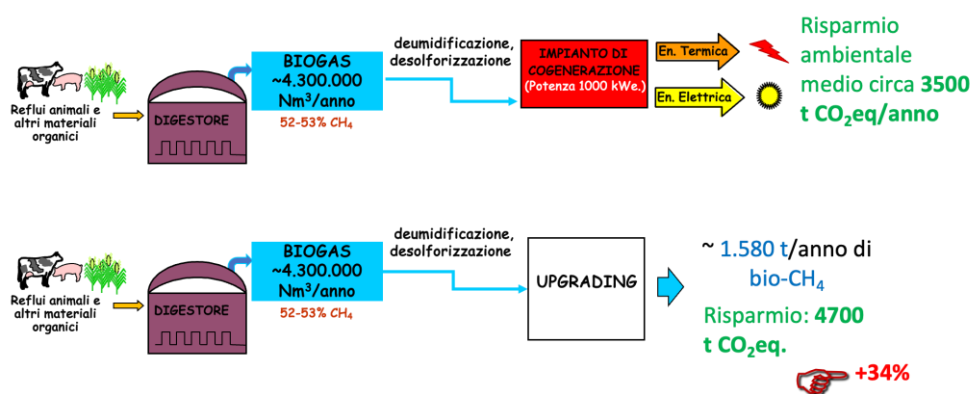 Reflui animali e
altri materiali
organici
DIGESTORE
BIOGAS
~4.300.000
Nm³/anno
52-53% CH₄
deumidificazione,
desolforizzazione
IMPIANTO DI
COGENERAZIONE
(Potenza 1000 kWe.)
En. Termica
En. Elettrica
Risparmio
ambientale
medio circa 3500
t CO₂eq/anno
Reflui animali e
altri materiali
organici
DIGESTORE
BIOGAS
~4.300.000
Nm³/anno
52-53% CH₄
deumidificazione,
desolforizzazione
UPGRADING
~ 1.580 t/anno di
bio-CH₄
Risparmio: 4700
t CO₂eq.
+34%